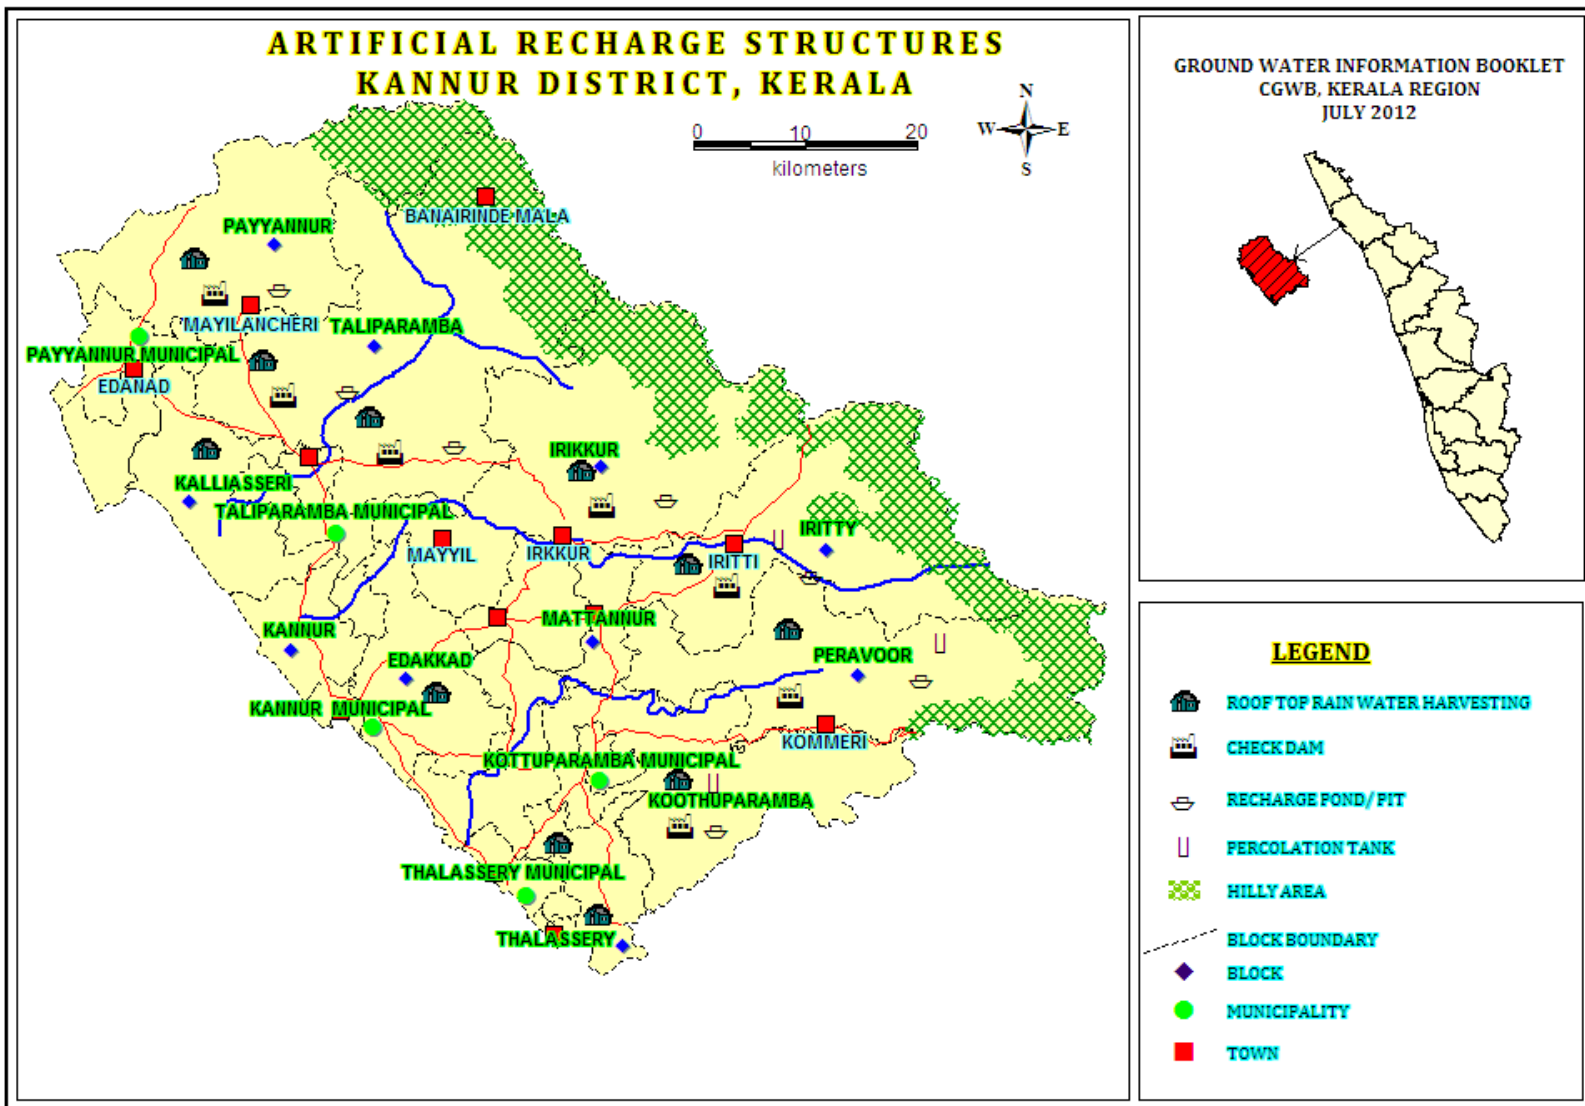 ARTIFICIAL RECHARGE STRUCTURES
KANNUR DISTRICT, KERALA
N
W
E
S
0
10
20
kilometers
BANAIRINDE MALA
PAYYANNUR
MAYILANCHERI
TALIPARAMBA
PAYYANNUR MUNICIPAL
EDANAD
IRIKKUR
KALLIASSERI
TALIPARAMBA MUNICIPAL
IRITTY
MAYYIL
IRKKUR
IRITTI
KANNUR
MATTANNUR
EDAKKAD
PERAVOOR
KANNUR MUNICIPAL
KOMMERI
KOTTUPARAMBA MUNICIPAL
KOOTHUPARAMBA
THALASSERY MUNICIPAL
THALASSERY
GROUND WATER INFORMATION BOOKLET
CGWB, KERALA REGION
JULY 2012
LEGEND
ROOF TOP RAIN WATER HARVESTING
CHECK DAM
RECHARGE POND/ PIT
PERCOLATION TANK
HILLY AREA
BLOCK BOUNDARY
BLOCK
MUNICIPALITY
TOWN